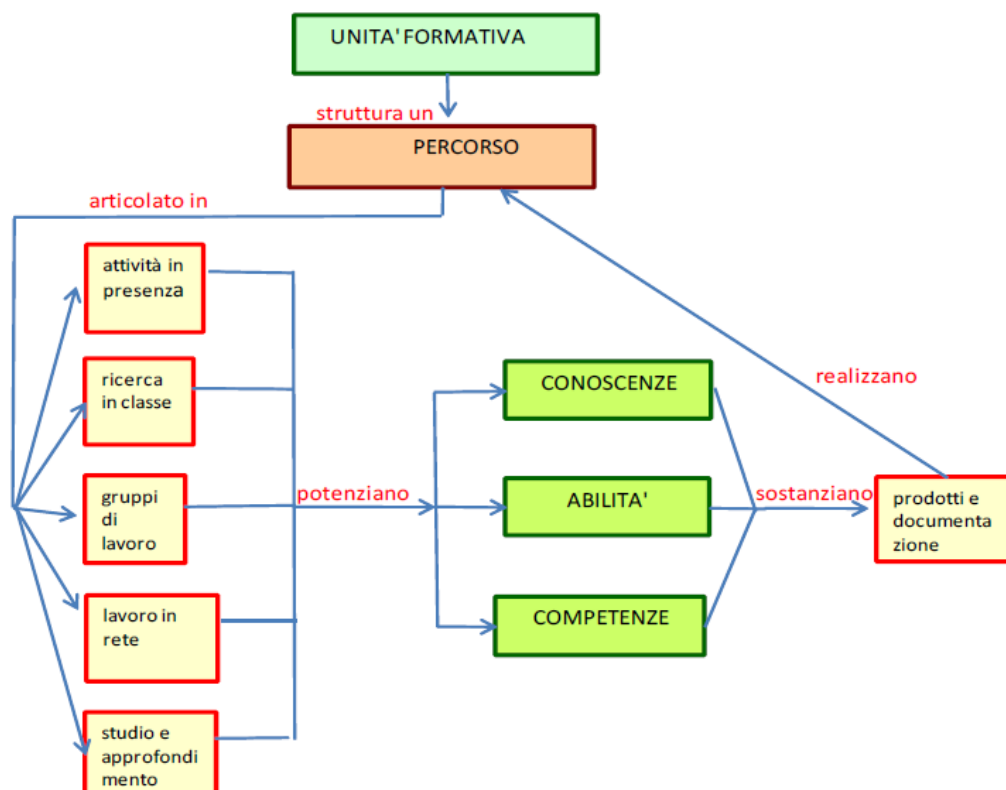 UNITA' FORMATIVA
struttura un
PERCORSO
articolato in
attività in
presenza
ricerca
in classe
gruppi
di
lavoro
lavoro in
rete
studio e
approfondi
mento
potenziano
CONOSCENZE
ABILITA'
COMPETENZE
sostanziano
prodotti e
documenta
zione
realizzano